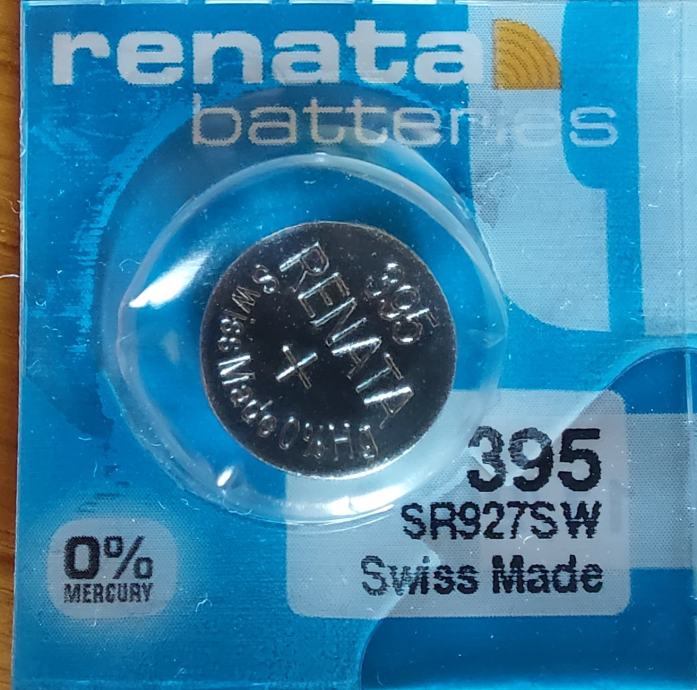 renata
batteries
395
RENATA
+
Swiss Made 0%Hg
395
SR927SW
Swiss Made
0%
MERCURY